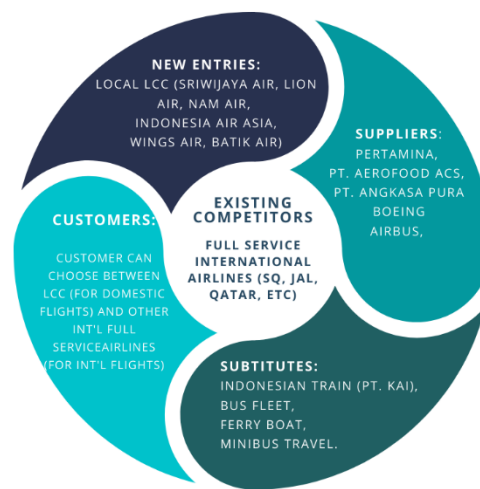 NEW ENTRIES:
LOCAL LCC (SRIWIJAYA AIR, LION
AIR, NAM AIR,
INDONESIA AIR ASIA,
WINGS AIR, BATIK AIR)
SUPPLIERS:
PERTAMINA,
PT. AEROFOOD ACS,
PT. ANGKASA PURA
BOEING
AIRBUS,
EXISTING
COMPETITORS
FULL SERVICE
INTERNATIONAL
AIRLINES (SQ, JAL,
QATAR, ETC)
CUSTOMERS:
CUSTOMER CAN
CHOOSE BETWEEN
LCC (FOR DOMESTIC
FLIGHTS) AND OTHER
INT'L FULL
SERVICEAIRLINES
(FOR INT'L FLIGHTS)
SUBTITUTES:
INDONESIAN TRAIN (PT. KAI),
BUS FLEET,
FERRY BOAT,
MINIBUS TRAVEL.